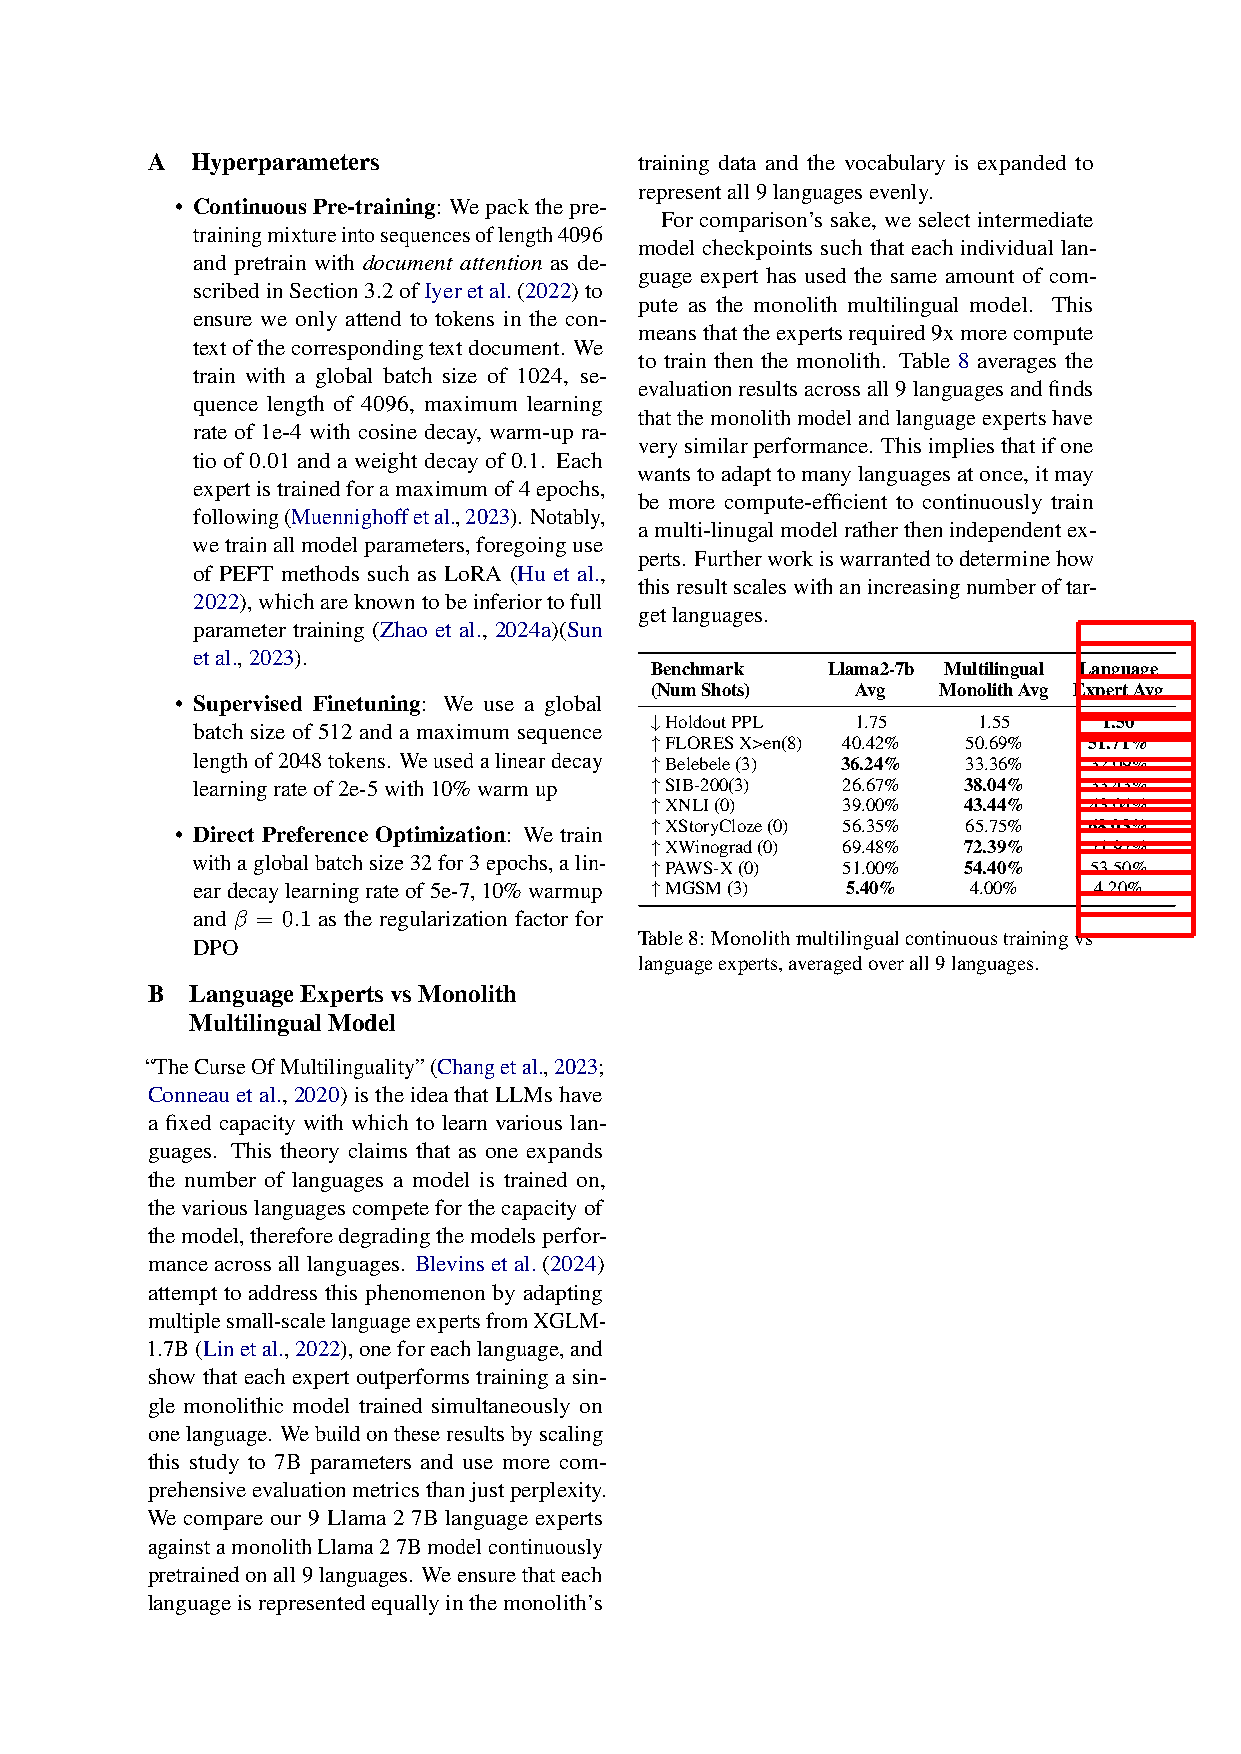 A Hyperparameters
• Continuous Pre-training: We pack the pre-
training mixture into sequences of length 4096
and pretrain with document attention as de-
scribed in Section 3.2 of Iyer et al. (2022) to
ensure we only attend to tokens in the con-
text of the corresponding text document. We
train with a global batch size of 1024, se-
quence length of 4096, maximum learning
rate of 1e-4 with cosine decay, warm-up ra-
tio of 0.01 and a weight decay of 0.1. Each
expert is trained for a maximum of 4 epochs,
following (Muennighoff et al., 2023). Notably,
we train all model parameters, foregoing use
of PEFT methods such as LoRA (Hu et al.,
2022), which are known to be inferior to full
parameter training (Zhao et al., 2024a)(Sun
et al., 2023).
• Supervised Finetuning: We use a global
batch size of 512 and a maximum sequence
length of 2048 tokens. We used a linear decay
learning rate of 2e-5 with 10% warm up
• Direct Preference Optimization: We train
with a global batch size 32 for 3 epochs, a lin-
ear decay learning rate of 5e-7, 10% warmup
and β = 0.1 as the regularization factor for
DPO
B Language Experts vs Monolith
Multilingual Model
“The Curse Of Multilinguality” (Chang et al., 2023;
Conneau et al., 2020) is the idea that LLMs have
a fixed capacity with which to learn various lan-
guages. This theory claims that as one expands
the number of languages a model is trained on,
the various languages compete for the capacity of
the model, therefore degrading the models perfor-
mance across all languages. Blevins et al. (2024)
attempt to address this phenomenon by adapting
multiple small-scale language experts from XGLM-
1.7B (Lin et al., 2022), one for each language, and
show that each expert outperforms training a sin-
gle monolithic model trained simultaneously on
one language. We build on these results by scaling
this study to 7B parameters and use more com-
prehensive evaluation metrics than just perplexity.
We compare our 9 Llama 2 7B language experts
against a monolith Llama 2 7B model continuously
pretrained on all 9 languages. We ensure that each
language is represented equally in the monolith’s
training data and the vocabulary is expanded to
represent all 9 languages evenly.
For comparison’s sake, we select intermediate
model checkpoints such that each individual lan-
guage expert has used the same amount of com-
pute as the monolith multilingual model. This
means that the experts required 9x more compute
to train then the monolith. Table 8 averages the
evaluation results across all 9 languages and finds
that the monolith model and language experts have
very similar performance. This implies that if one
wants to adapt to many languages at once, it may
be more compute-efficient to continuously train
a multi-linugal model rather then independent ex-
perts. Further work is warranted to determine how
this result scales with an increasing number of tar-
get languages.
Benchmark Llama2-7b Multilingual Language
(Num Shots) Avg Monolith Avg Expert Avg
↓ Holdout PPL 1.75 1.55 1.50
↑ FLORES X>en(8) 40.42% 50.69% 51.71%
↑ Belebele (3) 36.24% 33.36%
↑ SIB-200(3) 26.67% 38.04%
↑ XNLI (0) 39.00% 43.44%
↑ XStoryCloze (0) 56.35% 65.75%
↑ XWinograd (0) 69.48% 72.39%
↑ PAWS-X (0) 51.00% 54.40% 53.50%
↑ MGSM (3) 5.40% 4.00% 4.20%
Table 8: Monolith multilingual continuous training vs
language experts, averaged over all 9 languages.